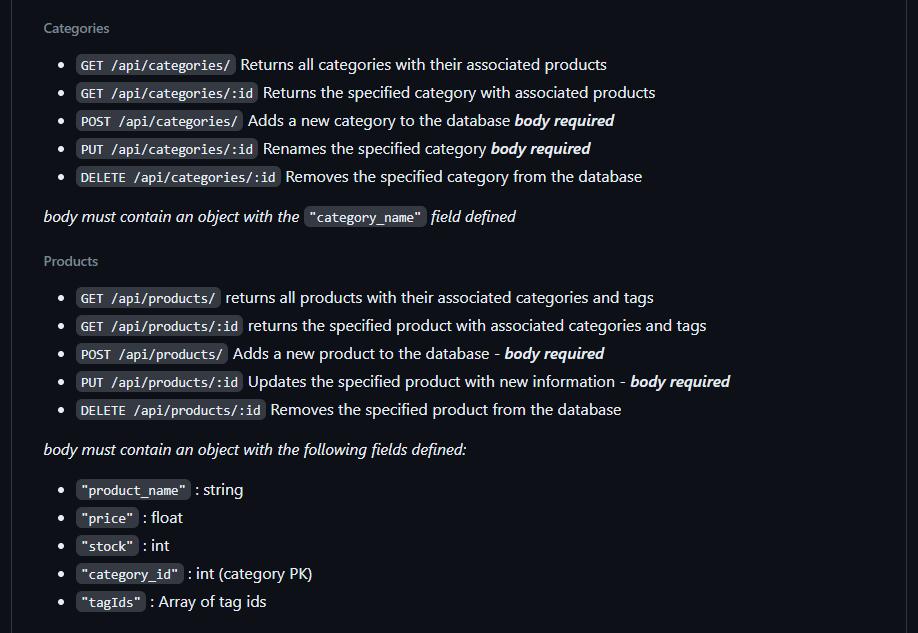 Categories
GET /api/categories/ Returns all categories with their associated products
GET /api/categories/:id Returns the specified category with associated products
POST /api/categories/ Adds a new category to the database body required
PUT /api/categories/:id Renames the specified category body required
DELETE /api/categories/:id Removes the specified category from the database
body must contain an object with the "category_name" field defined
Products
GET /api/products/ returns all products with their associated categories and tags
GET /api/products/:id returns the specified product with associated categories and tags
POST /api/products/ Adds a new product to the database - body required
PUT /api/products/:id Updates the specified product with new information - body required
DELETE /api/products/:id Removes the specified product from the database
body must contain an object with the following fields defined:
"product_name" : string
"price" : float
"stock" : int
"category_id" : int (category PK)
"tagIds" : Array of tag ids